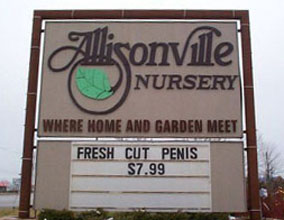 Allisonville
NURSERY
WHERE HOME AND GARDEN MEET
FRESH CUT PENIS
$7.99